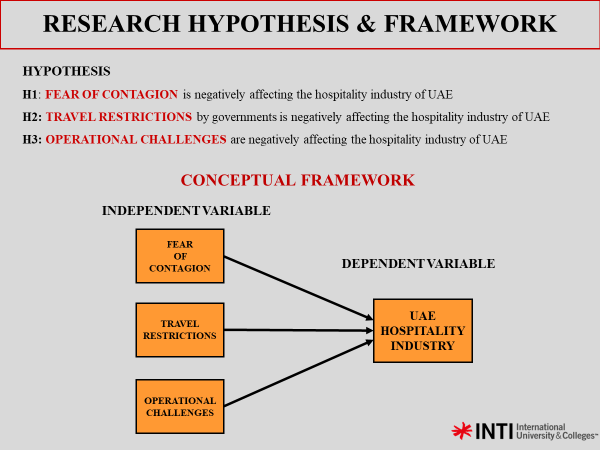 RESEARCH HYPOTHESIS & FRAMEWORK
HYPOTHESIS
H1: FEAR OF CONTAGION is negatively affecting the hospitality industry of UAE
H2: TRAVEL RESTRICTIONS by governments is negatively affecting the hospitality industry of UAE
H3: OPERATIONAL CHALLENGES are negatively affecting the hospitality industry of UAE
CONCEPTUAL FRAMEWORK
INDEPENDENT VARIABLE
FEAR
OF
CONTAGION
DEPENDENT VARIABLE
TRAVEL
RESTRICTIONS
UAE
HOSPITALITY
INDUSTRY
OPERATIONAL
CHALLENGES
INTI International
University & Colleges™